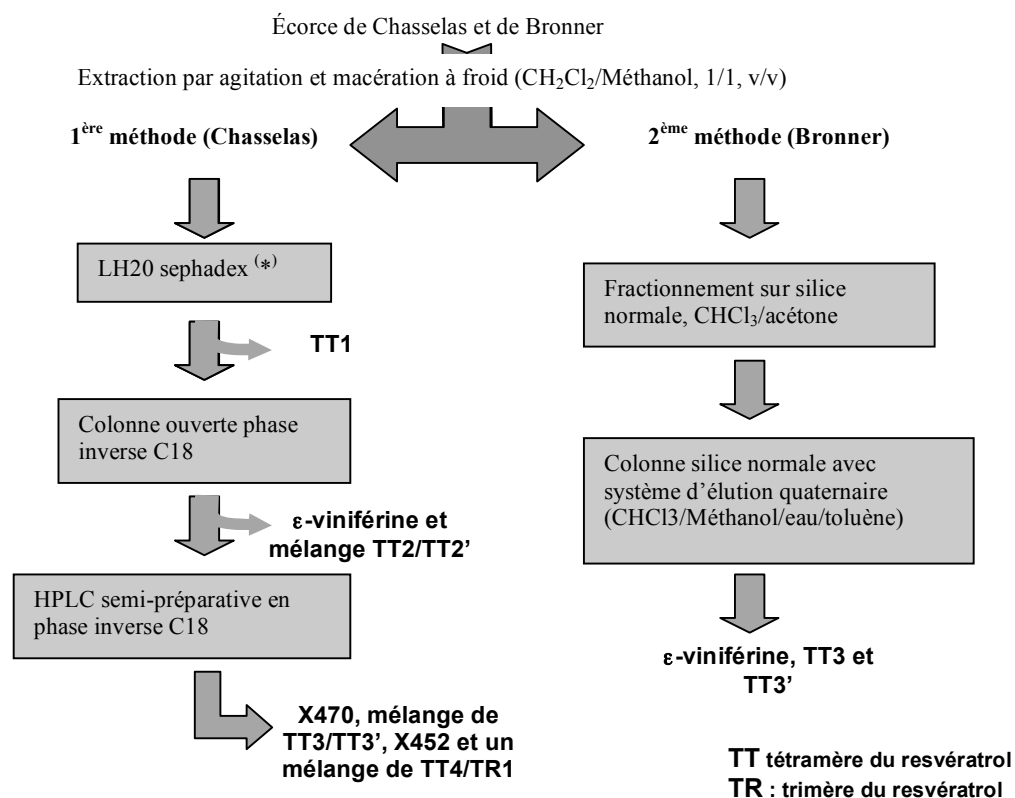 Écorce de Chasselas et de Bronner
Extraction par agitation et macération à froid (CH₂Cl₂/Méthanol, 1/1, v/v)
1ère méthode (Chasselas)
LH20 sephadex (*)
TT1
Colonne ouverte phase
inverse C18
ε-viniférine et
mélange TT2/TT2’
HPLC semi-préparative en
phase inverse C18
X470, mélange de
TT3/TT3’, X452 et un
mélange de TT4/TR1
2ème méthode (Bronner)
Fractionnement sur silice
normale, CHCl₃/acétone
Colonne silice normale avec
système d’élution quaternaire
(CHCl3/Méthanol/eau/toluène)
ε-viniférine, TT3 et
TT3’
TT tétramère du resvératrol
TR : trimère du resvératrol